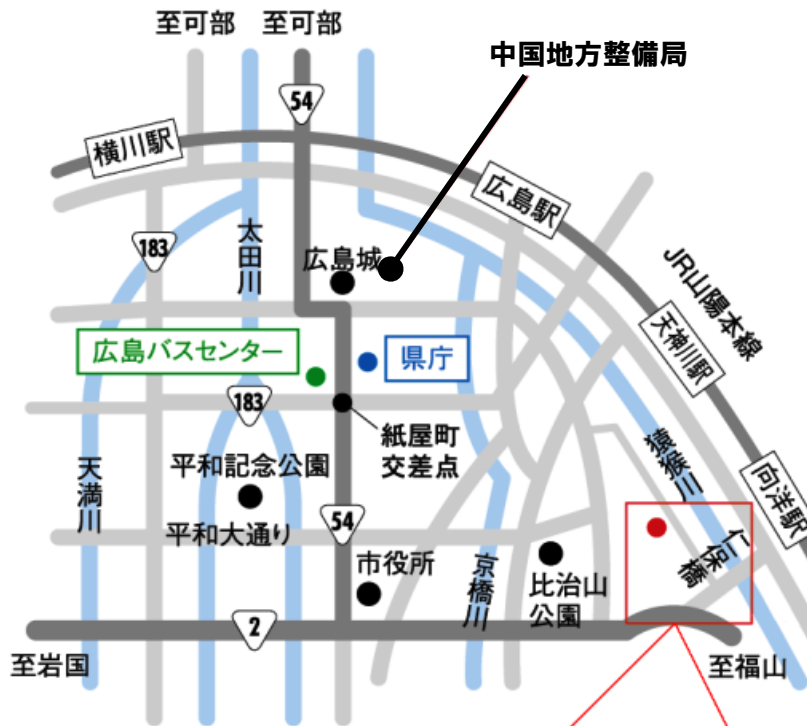 至可部
至可部
中国地方整備局
54
横川駅
広島駅
183
太田川
広島城
JR山陽本線
天神川駅
広島バスセンター
県庁
183
紙屋町
交差点
猿猴川
向洋駅
天満川
平和記念公園
54
平和大通り
仁保橋
市役所
京橋川
比治山
公園
2
至岩国
至福山